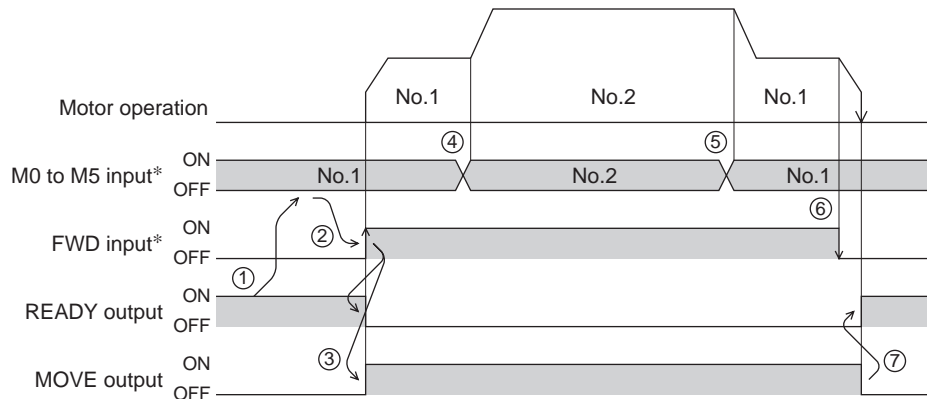 No.1 No.2 No.1
Motor operation
④ ⑤
M0 to M5 input* ON OFF No.1 No.2 No.1
⑥
FWD input* ON OFF ②
①
READY output ON OFF
③ ⑦
MOVE output ON OFF